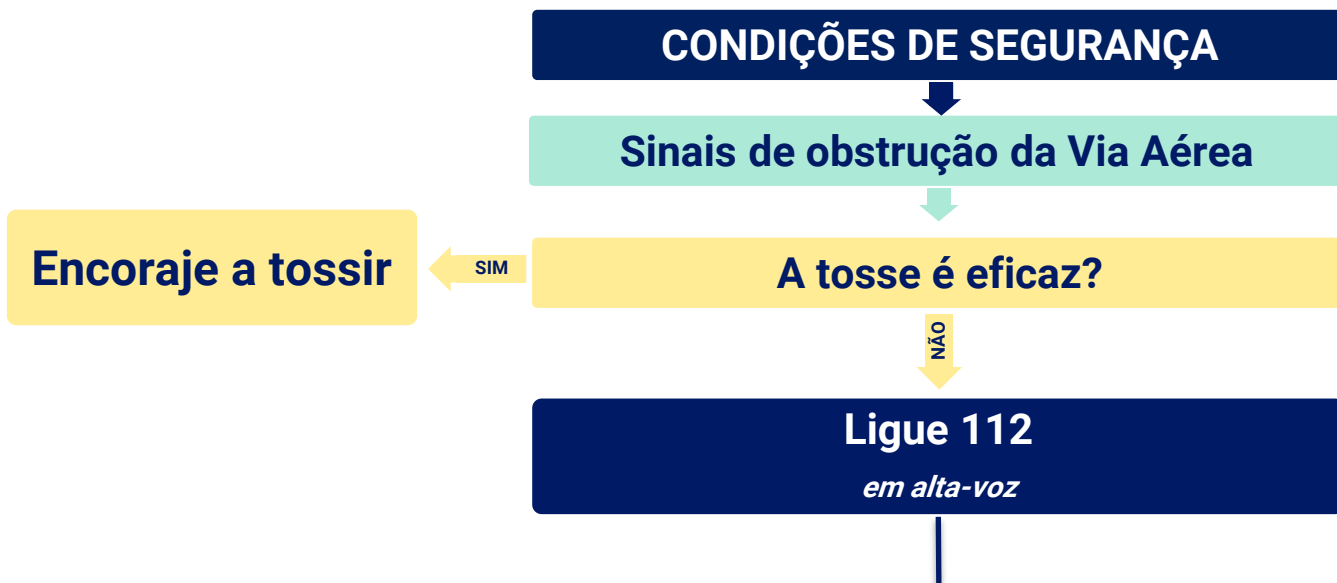 CONDIÇÕES DE SEGURANÇA
Sinais de obstrução da Via Aérea
Encoraje a tossir
SIM
A tosse é eficaz?
NÃO
Ligue 112
em alta-voz